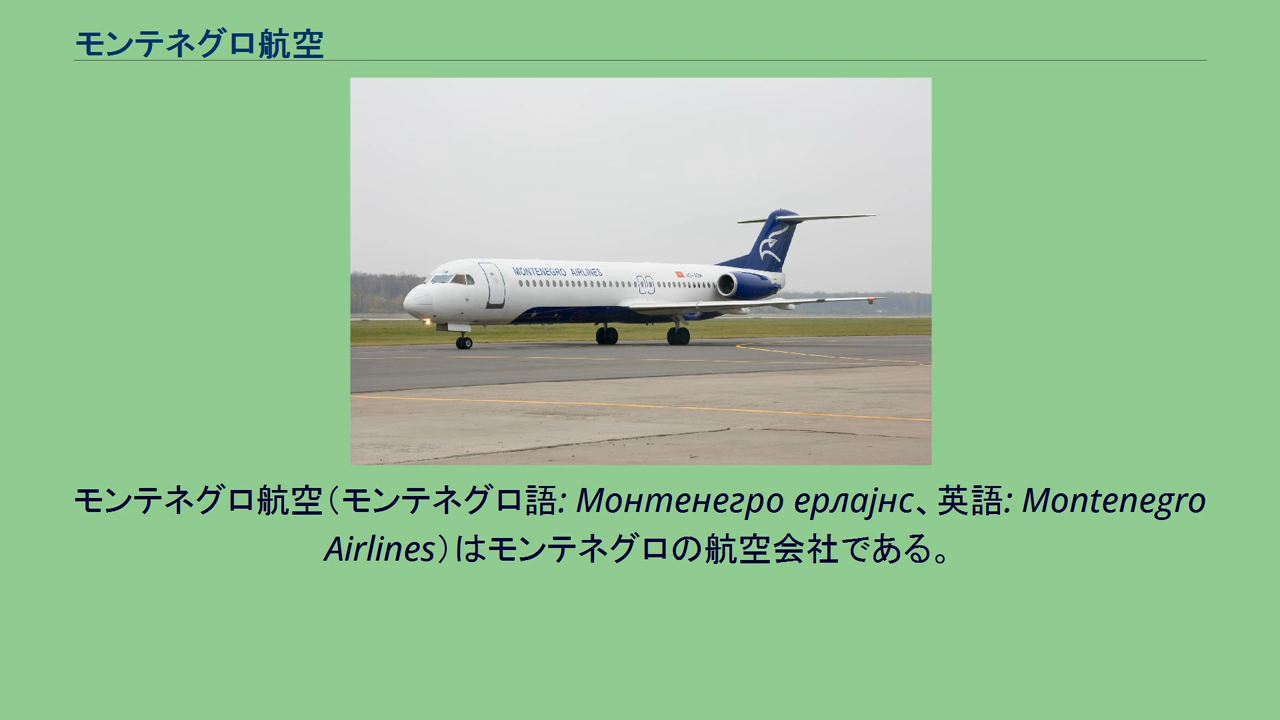 モンテネグロ航空
MONTENEGRO AIRLINES
モンテネグロ航空（モンテネグロ語: Монтенегро ерлајнс、英語: Montenegro
Airlines）はモンテネグロの航空会社である。